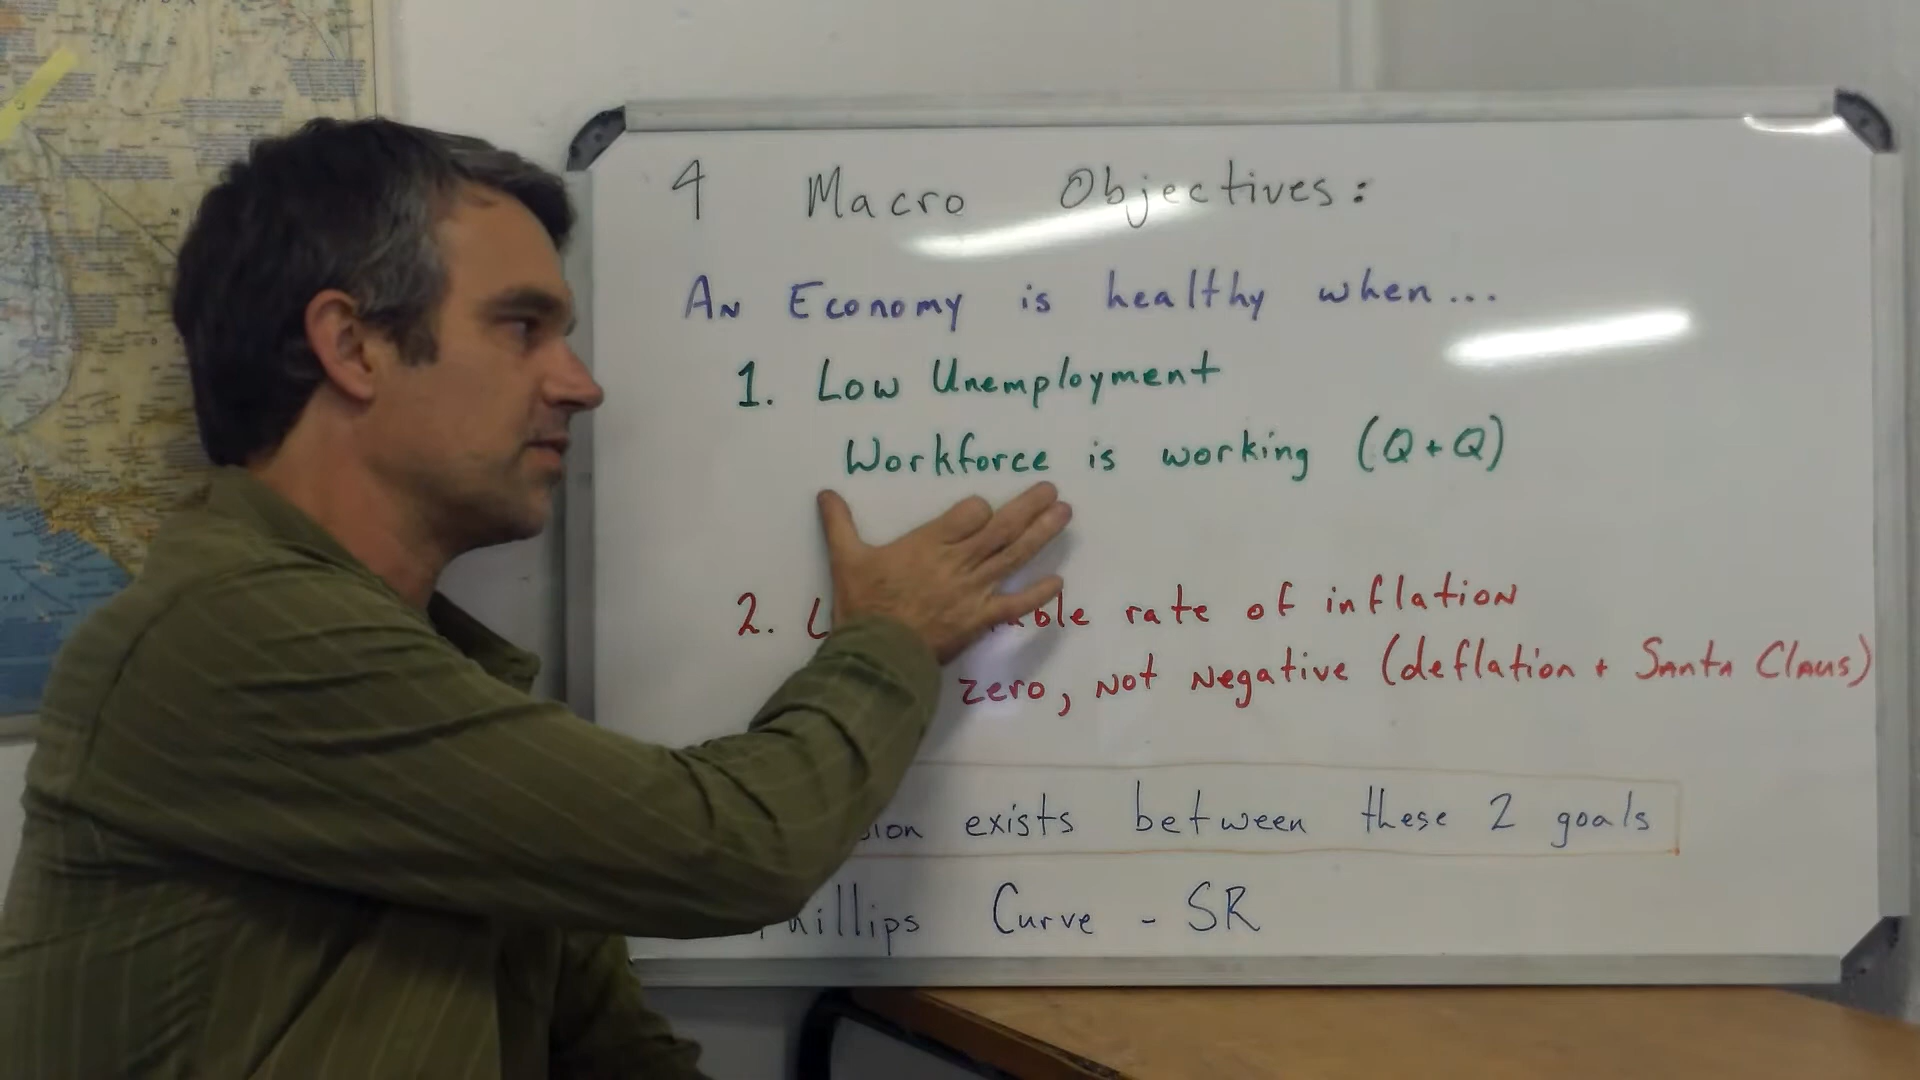 4 Macro Objectives:
An Economy is healthy when...
1. Low Unemployment
Workforce is working (Q+Q)
2. rate of inflation
zero, not negative (deflation + Santa Claus)
exists between these 2 goals
Phillips Curve - SR